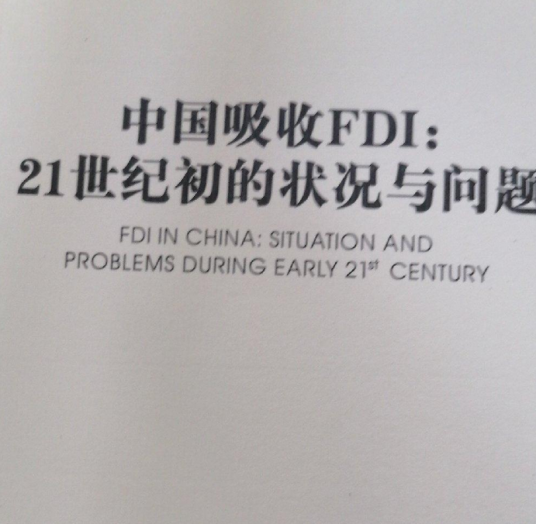 中国吸收FDI：
21世纪初的状况与问题
FDI IN CHINA: SITUATION AND
PROBLEMS DURING EARLY 21st CENTURY